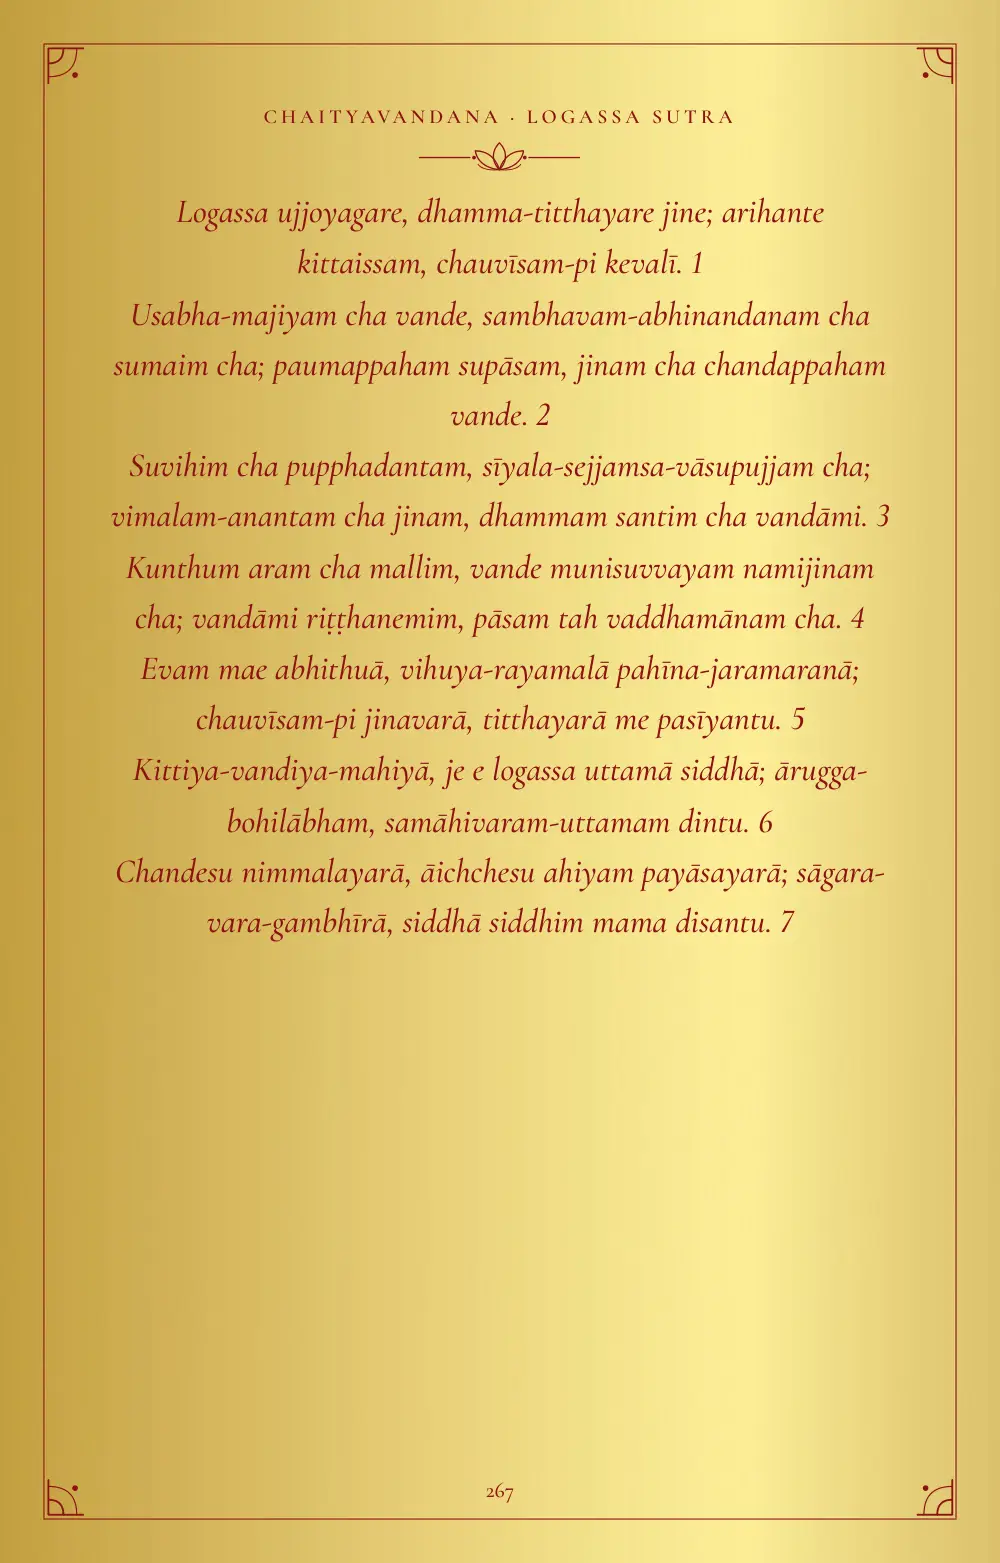 CHAITYAVANDANA · LOGASSA SUTRA
Logassa ujjoyagare, dhamma-titthayare jine; arihante
kittaissam, chauvīsam-pi kevalī. 1
Usabha-majiyam cha vande, sambhavam-abhinandanam cha
sumaim cha; paumappaham supāsam, jinam cha chandappaham
vande. 2
Suvihim cha pupphadantam, sīyala-sejjamsa-vāsupujjam cha;
vimalam-anantam cha jinam, dhammam santim cha vandāmi. 3
Kunthum aram cha mallim, vande munisuvvayam namijinam
cha; vandāmi riṭṭhanemim, pāsam tah vaddhamānam cha. 4
Evam mae abhithuā, vihuya-rayamalā pahīna-jaramaranā;
chauvīsam-pi jinavarā, titthayarā me pasīyantu. 5
Kittiya-vandiya-mahiyā, je e logassa uttamā siddhā; ārugga-
bohilābham, samāhivaram-uttamam dintu. 6
Chandesu nimmalayarā, āichchesu ahiyam payāsayarā; sāgara-
vara-gambhīrā, siddhā siddhim mama disantu. 7
267